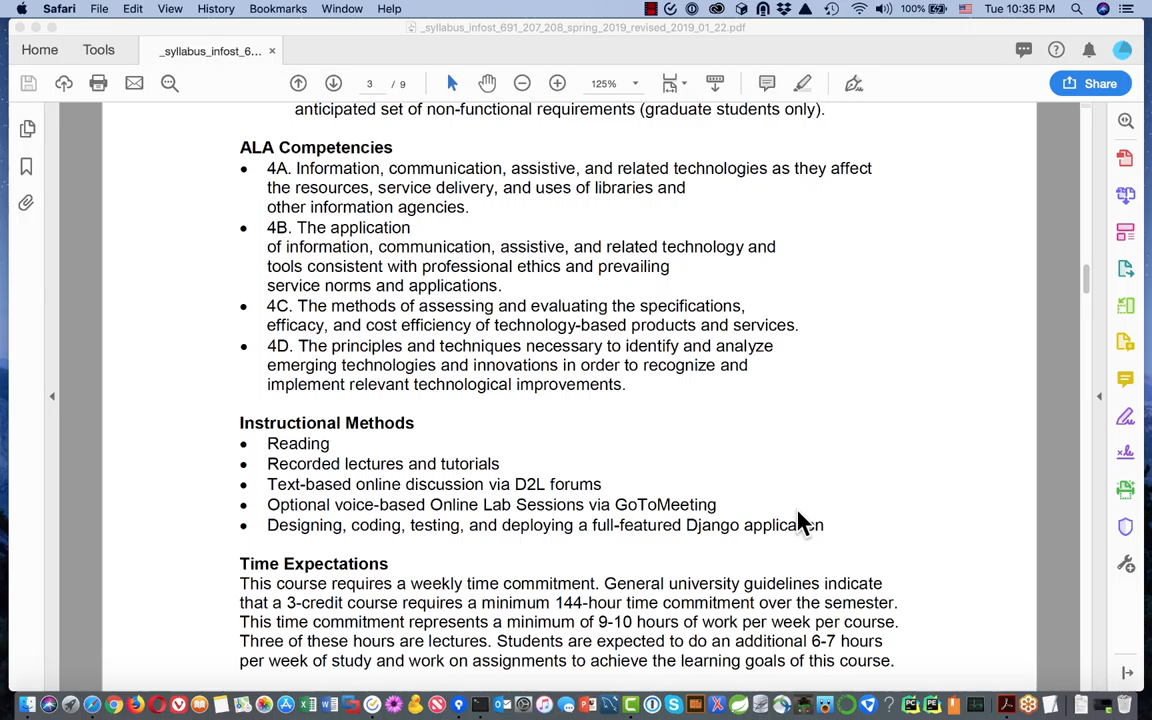 Safari File Edit View History Bookmarks Window Help 100% Tue 10:35 PM
_syllabus_infost_691_207_208_spring_2019_revised_2019_01_22.pdf
Home Tools _syllabus_infost_6... ×
3 / 9 125% Share
anticipated set of non-functional requirements (graduate students only).
ALA Competencies
• 4A. Information, communication, assistive, and related technologies as they affect
the resources, service delivery, and uses of libraries and
other information agencies.
• 4B. The application
of information, communication, assistive, and related technology and
tools consistent with professional ethics and prevailing
service norms and applications.
• 4C. The methods of assessing and evaluating the specifications,
efficacy, and cost efficiency of technology-based products and services.
• 4D. The principles and techniques necessary to identify and analyze
emerging technologies and innovations in order to recognize and
implement relevant technological improvements.
Instructional Methods
• Reading
• Recorded lectures and tutorials
• Text-based online discussion via D2L forums
• Optional voice-based Online Lab Sessions via GoToMeeting
• Designing, coding, testing, and deploying a full-featured Django application
Time Expectations
This course requires a weekly time commitment. General university guidelines indicate
that a 3-credit course requires a minimum 144-hour time commitment over the semester.
This time commitment represents a minimum of 9-10 hours of work per week per course.
Three of these hours are lectures. Students are expected to do an additional 6-7 hours
per week of study and work on assignments to achieve the learning goals of this course.